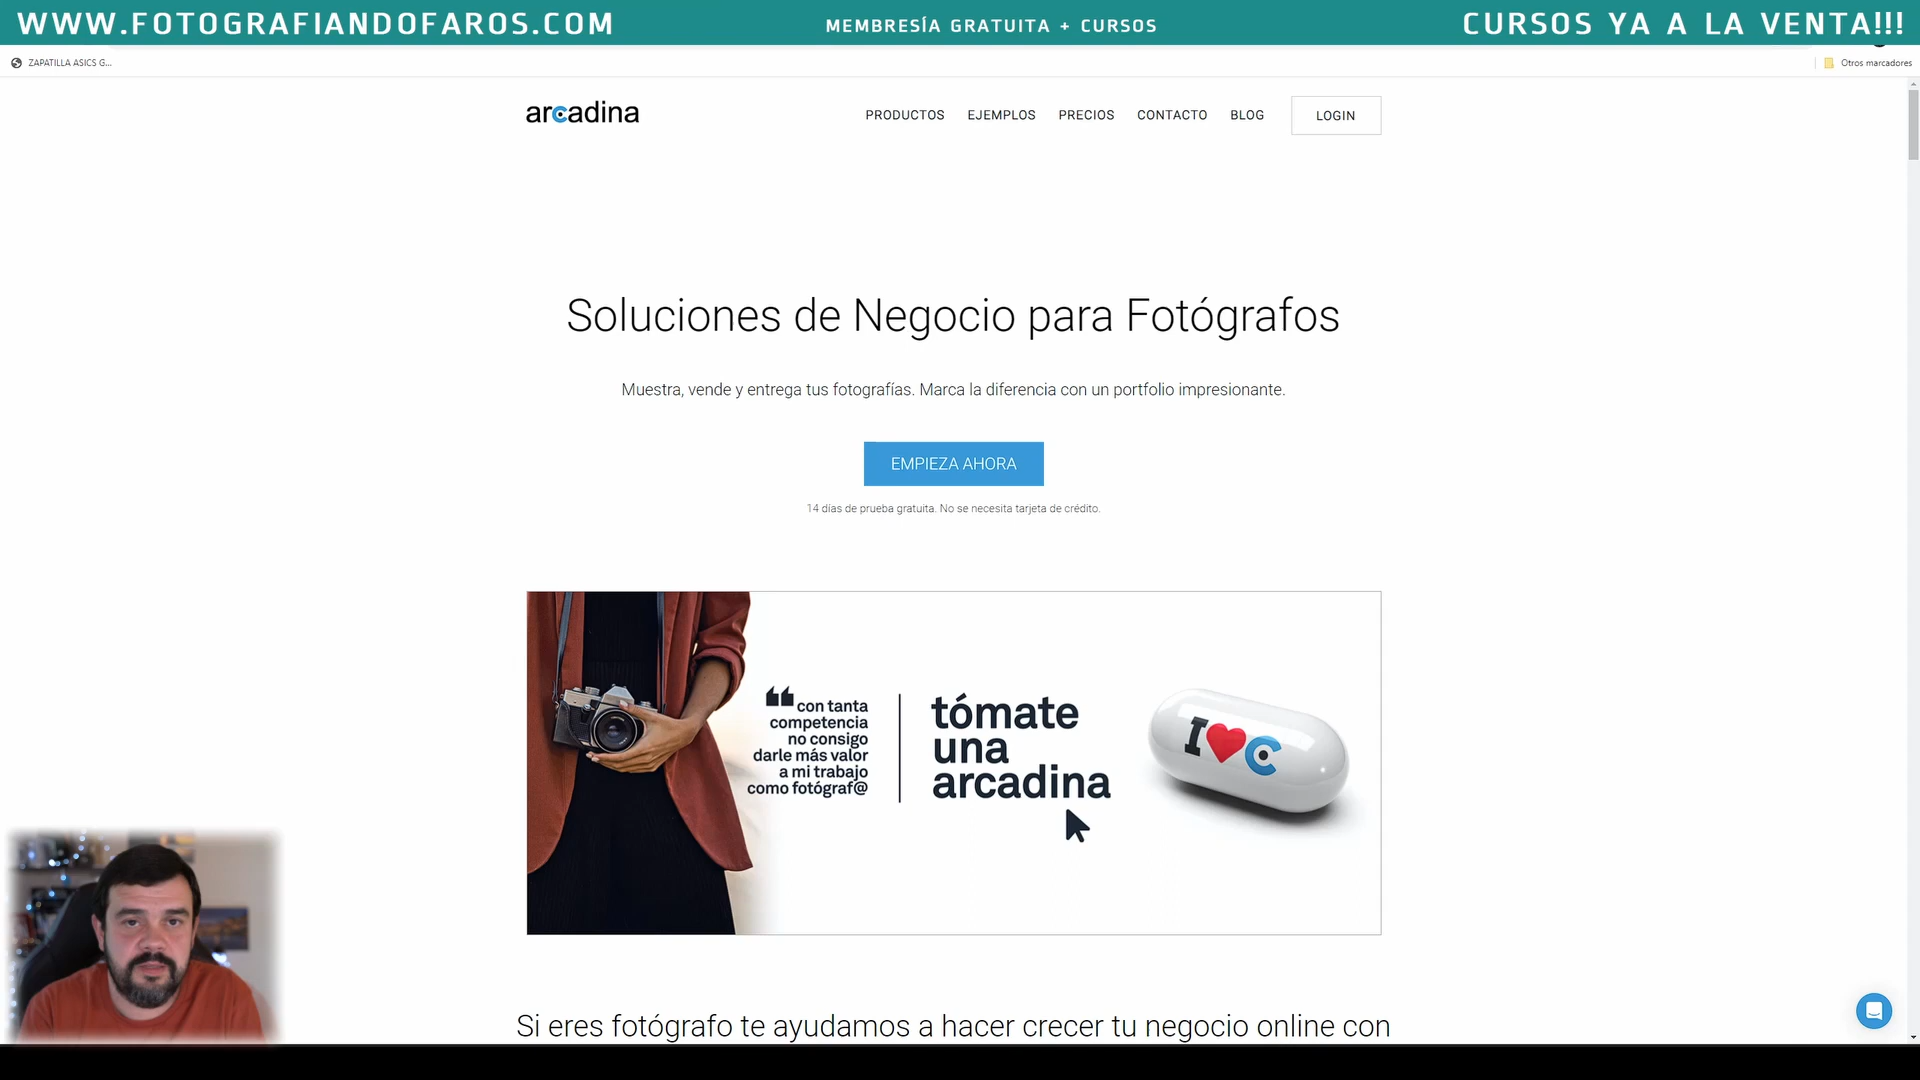 WWW.FOTOGRAFIANDOFAROS.COM
MEMBRESÍA GRATUITA + CURSOS
CURSOS YA A LA VENTA!!!
ZAPATILLA ASICS G...
Otros marcadores
arcadina
PRODUCTOS
EJEMPLOS
PRECIOS
CONTACTO
BLOG
LOGIN
Soluciones de Negocio para Fotógrafos
Muestra, vende y entrega tus fotografías. Marca la diferencia con un portfolio impresionante.
EMPIEZA AHORA
14 días de prueba gratuita. No se necesita tarjeta de crédito.
“con tanta
competencia
no consigo
darle más valor
a mi trabajo
como fotógraf@
tómate
una
arcadina
I C
Si eres fotógrafo te ayudamos a hacer crecer tu negocio online con